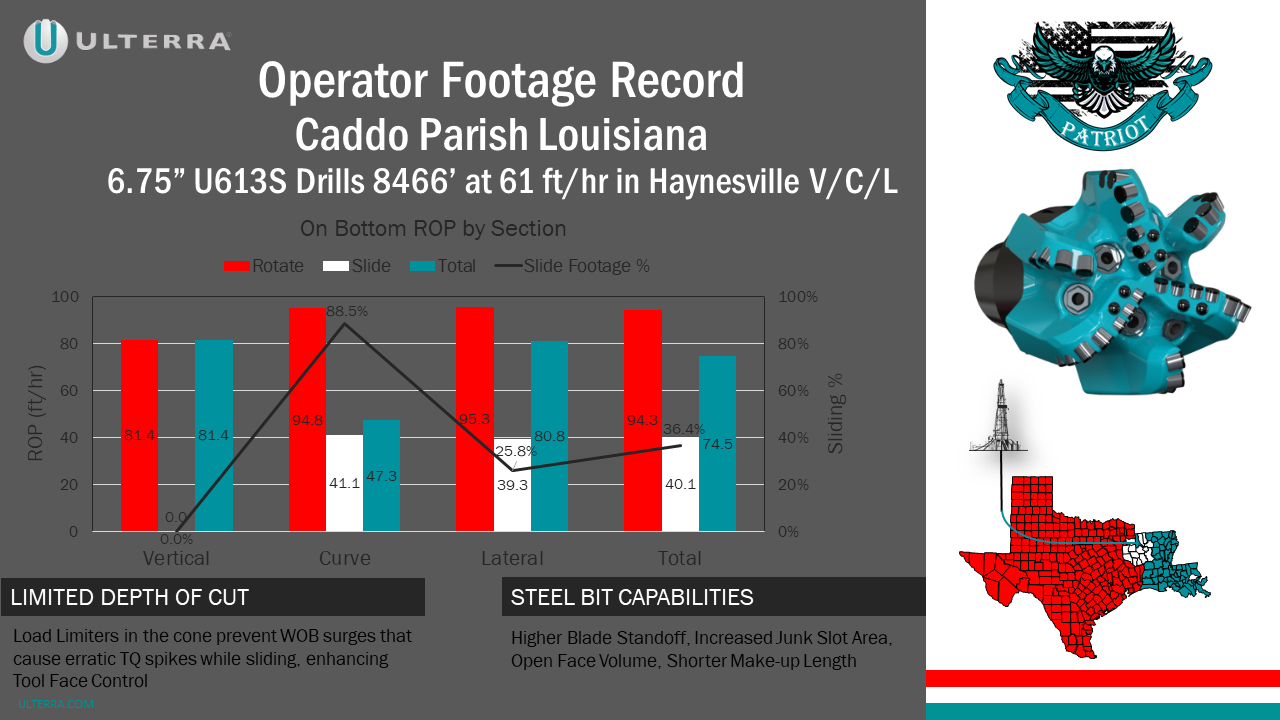 ULTERRA
Operator Footage Record
Caddo Parish Louisiana
6.75” U613S Drills 8466’ at 61 ft/hr in Haynesville V/C/L
On Bottom ROP by Section
Rotate Slide Total Slide Footage %
100
80
60
40
20
0
ROP (ft/hr)
81.4
0.0
0.0%
81.4
94.8
88.5%
41.1
47.3
95.3
25.8%
39.3
80.8
94.3
36.4%
40.1
74.5
100%
80%
60%
40%
20%
0%
Sliding %
Vertical Curve Lateral Total
LIMITED DEPTH OF CUT
Load Limiters in the cone prevent WOB surges that
cause erratic TQ spikes while sliding, enhancing
Tool Face Control
STEEL BIT CAPABILITIES
Higher Blade Standoff, Increased Junk Slot Area,
Open Face Volume, Shorter Make-up Length
ULTERRA.COM
PATRIOT